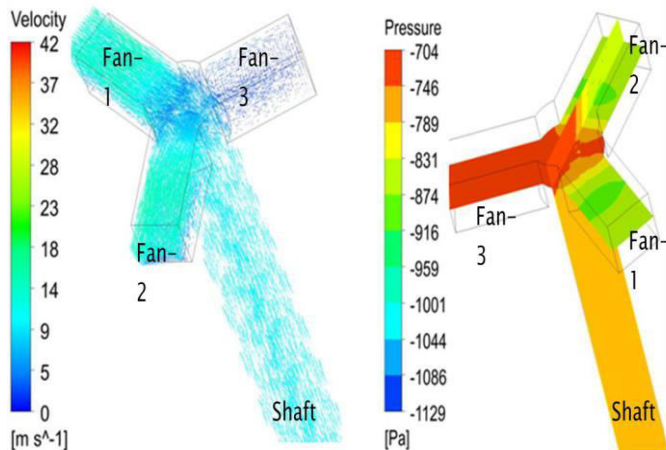 Velocity
42
38
32
28
23
18
14
9
5
0
[m s^-1]
Fan-
1
Fan-
3
Fan-
2
Shaft
Pressure
-704
-746
-789
-831
-874
-916
-959
-1001
-1044
-1086
-1129
[Pa]
Fan-
2
Fan-
3
Fan-
1
Shaft